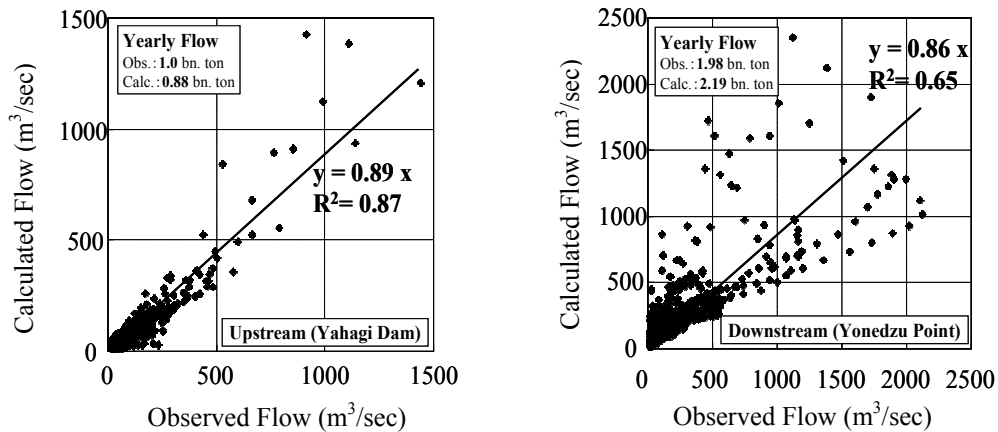 1500
1000
500
0
Calculated Flow (m³/sec)
Yearly Flow
Obs.:1.0 bn. ton
Calc.:0.88 bn. ton
y = 0.89 x
R²= 0.87
Upstream (Yahagi Dam)
0 500 1000 1500
Observed Flow (m³/sec)
2500
2000
1500
1000
500
0
Calculated Flow (m³/sec)
Yearly Flow
Obs.:1.98 bn. ton
Calc.:2.19 bn. ton
y = 0.86 x
R²= 0.65
Downstream (Yonedzu Point)
0 500 1000 1500 2000 2500
Observed Flow (m³/sec)